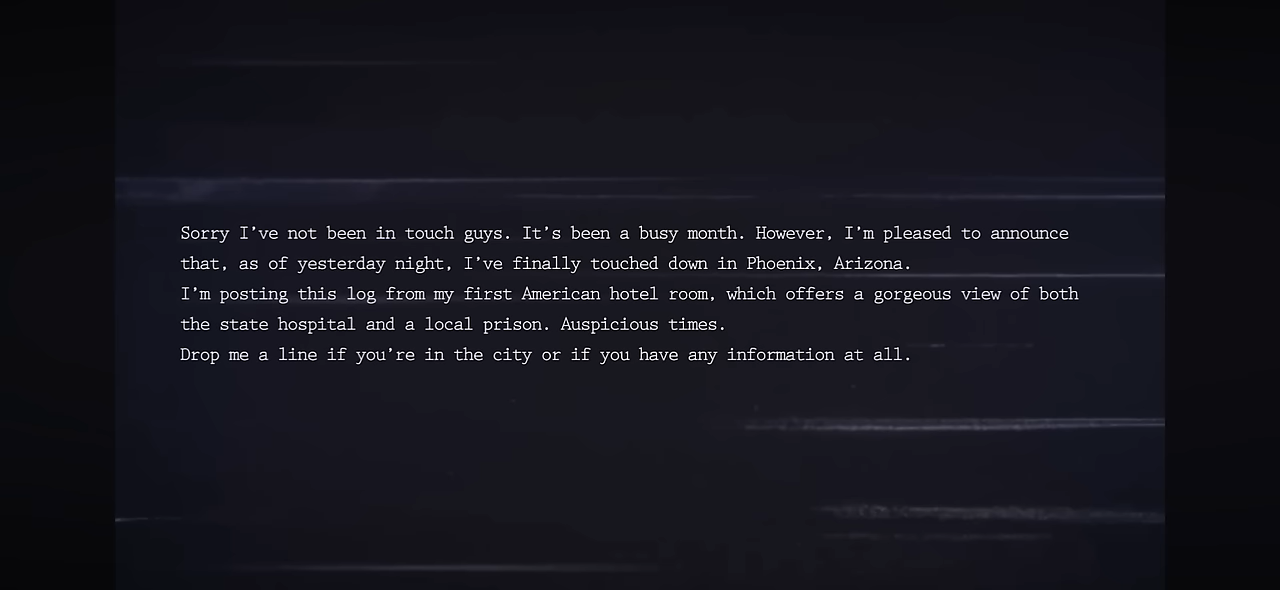 Sorry I’ve not been in touch guys. It’s been a busy month. However, I’m pleased to announce
that, as of yesterday night, I’ve finally touched down in Phoenix, Arizona.
I’m posting this log from my first American hotel room, which offers a gorgeous view of both
the state hospital and a local prison. Auspicious times.
Drop me a line if you’re in the city or if you have any information at all.